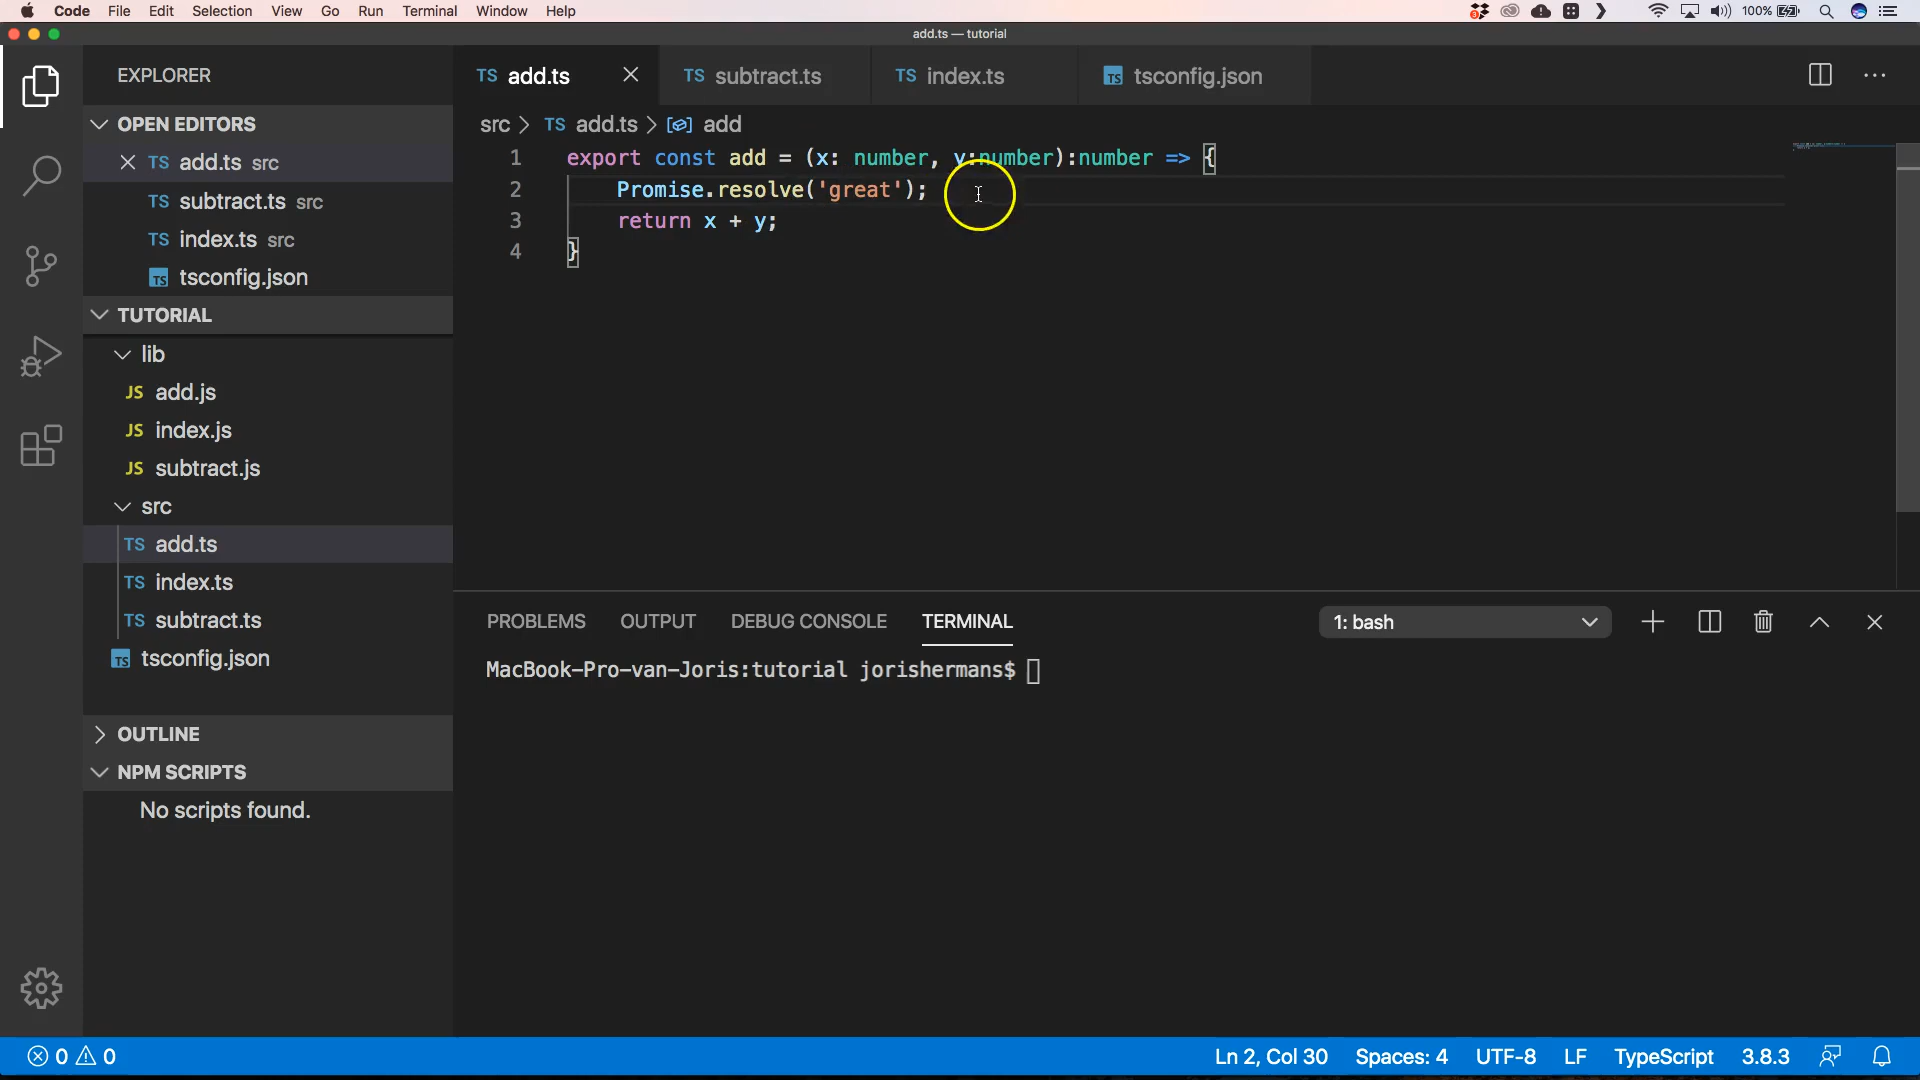 Code File Edit Selection View Go Run Terminal Window Help 3 100%
add.ts — tutorial
EXPLORER
OPEN EDITORS
TS add.ts src
TS subtract.ts src
TS index.ts src
TS tsconfig.json
TUTORIAL
lib
JS add.js
JS index.js
JS subtract.js
src
TS add.ts
TS index.ts
TS subtract.ts
TS tsconfig.json
OUTLINE
NPM SCRIPTS
No scripts found.
TS add.ts TS subtract.ts TS index.ts TS tsconfig.json
src > TS add.ts > add
1 export const add = (x: number, y:number):number => {
2 Promise.resolve('great');
3 return x + y;
4 }
PROBLEMS OUTPUT DEBUG CONSOLE TERMINAL 1: bash
MacBook-Pro-van-Joris:tutorial jorishermans$
0 0 Ln 2, Col 30 Spaces: 4 UTF-8 LF TypeScript 3.8.3